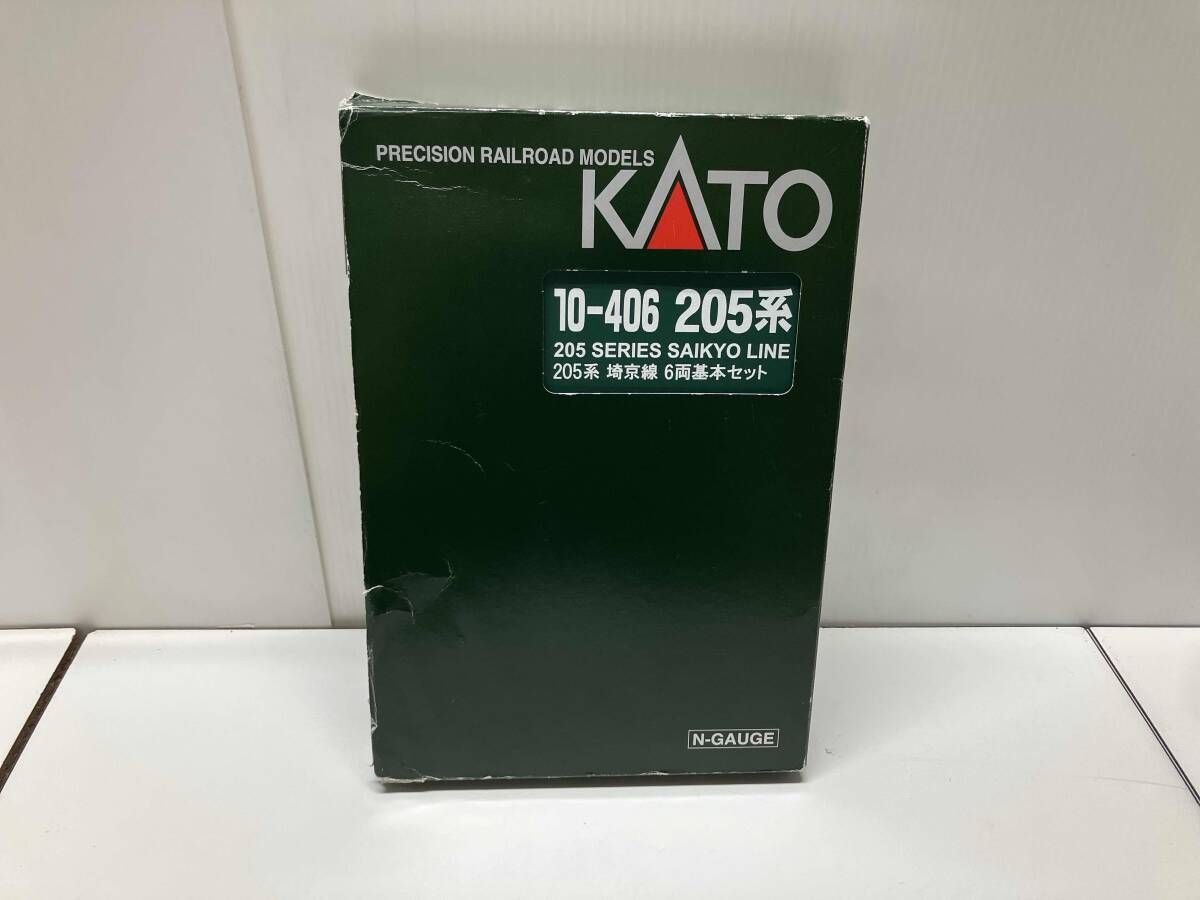 PRECISION RAILROAD MODELS
KATO
10-406 205系
205 SERIES SAIKYO LINE
205系 埼京線 6両基本セット
N-GAUGE